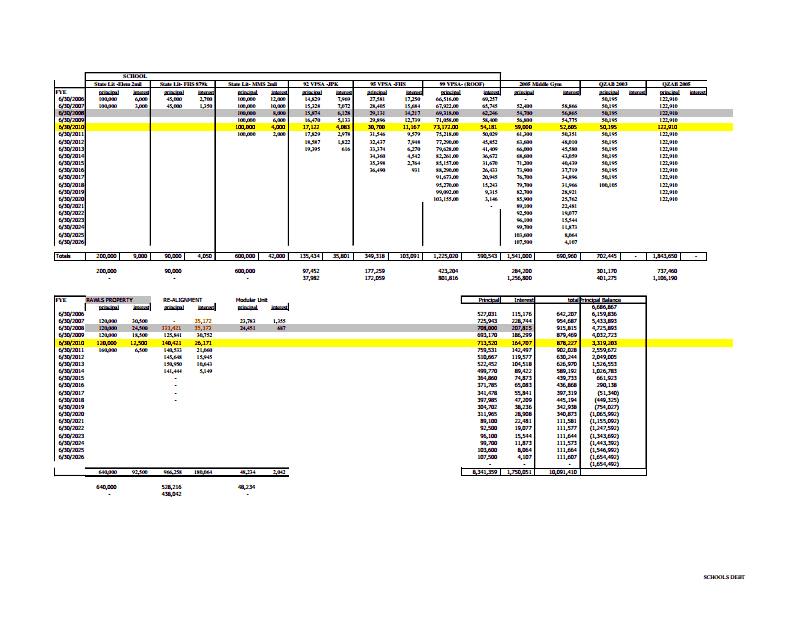 SCHOOL
State Lit -Elem 2mil State Lit- FHS 879k State Lit- MMS 2mil 92 VPSA -JPK 95 VPSA -FHS 99 VPSA- (ROOF) 2005 Middle Gym QZAB 2003 QZAB 2005
FYE principal interest principal interest principal interest principal interest principal interest principal interest principal interest principal interest principal interest
6/30/2006 100,000 6,000 45,000 2,700 100,000 12,000 14,829 7,969 27,581 17,250 66,516.00 69,257 - 50,195 122,910
6/30/2007 100,000 3,000 45,000 1,350 100,000 10,000 15,328 7,072 28,405 15,684 67,922.00 65,745 52,400 58,866 50,195 122,910
6/30/2008 100,000 8,000 15,874 6,128 29,131 14,217 69,318.00 62,246 54,700 56,865 50,195 122,910
6/30/2009 100,000 6,000 16,470 5,133 29,896 12,739 71,058.00 58,400 56,800 54,775 50,195 122,910
6/30/2010 100,000 4,000 17,122 4,083 30,700 11,167 73,172.00 54,181 59,000 52,605 50,195 122,910
6/30/2011 100,000 2,000 17,829 2,978 31,546 9,579 75,218.00 50,029 61,300 50,351 50,195 122,910
6/30/2012 18,587 1,822 32,437 7,948 77,290.00 45,852 63,600 48,010 50,195 122,910
6/30/2013 19,395 616 33,374 6,270 79,628.00 41,409 66,000 45,580 50,195 122,910
6/30/2014 34,360 4,542 82,261.00 36,672 68,600 43,059 50,195 122,910
6/30/2015 35,398 2,764 85,157.00 31,670 71,200 40,439 50,195 122,910
6/30/2016 36,490 931 88,290.00 26,433 73,900 37,719 50,195 122,910
6/30/2017 91,673.00 20,945 76,700 34,896 50,195 122,910
6/30/2018 95,270.00 15,243 79,700 31,966 100,105 122,910
6/30/2019 99,092.00 9,315 82,700 28,921 122,910
6/30/2020 103,155.00 3,146 85,900 25,762 122,910
6/30/2021 - 89,100 22,481
6/30/2022 92,500 19,077
6/30/2023 96,100 15,544
6/30/2024 99,700 11,873
6/30/2025 103,600 8,064
6/30/2026 107,500 4,107
Totals 200,000 9,000 90,000 4,050 600,000 42,000 135,434 35,801 349,318 103,091 1,225,020 590,543 1,541,000 690,960 702,445 - 1,843,650 -
200,000 90,000 600,000 97,452 177,259 423,204 284,200 301,170 737,460
- - - 37,982 172,059 801,816 1,256,800 401,275 1,106,190
FYE RAWLS PROPERTY RE-ALIGNMENT Modular Unit Principal Interest total Principal Balance
principal interest principal interest principal interest 6,686,867
6/30/2006 527,031 115,176 642,207 6,159,836
6/30/2007 120,000 30,500 - 35,172 23,783 1,355 725,943 228,744 954,687 5,433,893
6/30/2008 120,000 24,500 35,172 24,451 687 708,000 207,815 915,815 4,725,893
6/30/2009 120,000 18,500 125,841 30,752 693,170 186,299 879,469 4,032,723
6/30/2010 120,000 12,500 140,421 26,171 713,520 164,707 878,227 3,319,203
6/30/2011 160,000 6,500 140,533 21,060 759,531 142,497 902,028 2,559,672
6/30/2012 145,648 15,945 510,667 119,577 630,244 2,049,005
6/30/2013 150,950 10,643 522,452 104,518 626,970 1,526,553
6/30/2014 141,444 5,149 499,770 89,422 589,192 1,026,783
6/30/2015 - 364,860 74,873 439,733 661,923
6/30/2016 - 371,785 65,083 436,868 290,138
6/30/2017 - 341,478 55,841 397,319 (51,340)
6/30/2018 - 397,985 47,209 445,194 (449,325)
6/30/2019 304,702 38,236 342,938 (754,027)
6/30/2020 311,965 28,908 340,873 (1,065,992)
6/30/2021 89,100 22,481 111,581 (1,155,092)
6/30/2022 92,500 19,077 111,577 (1,247,592)
6/30/2023 96,100 15,544 111,644 (1,343,692)
6/30/2024 99,700 11,873 111,573 (1,443,392)
6/30/2025 103,600 8,064 111,664 (1,546,992)
6/30/2026 107,500 4,107 111,607 (1,654,492)
- - - (1,654,492)
640,000 92,500 966,258 180,064 48,234 2,042 8,341,359 1,750,051 10,091,410
640,000 528,216 48,234
- 438,042 -
SCHOOLS DEBT